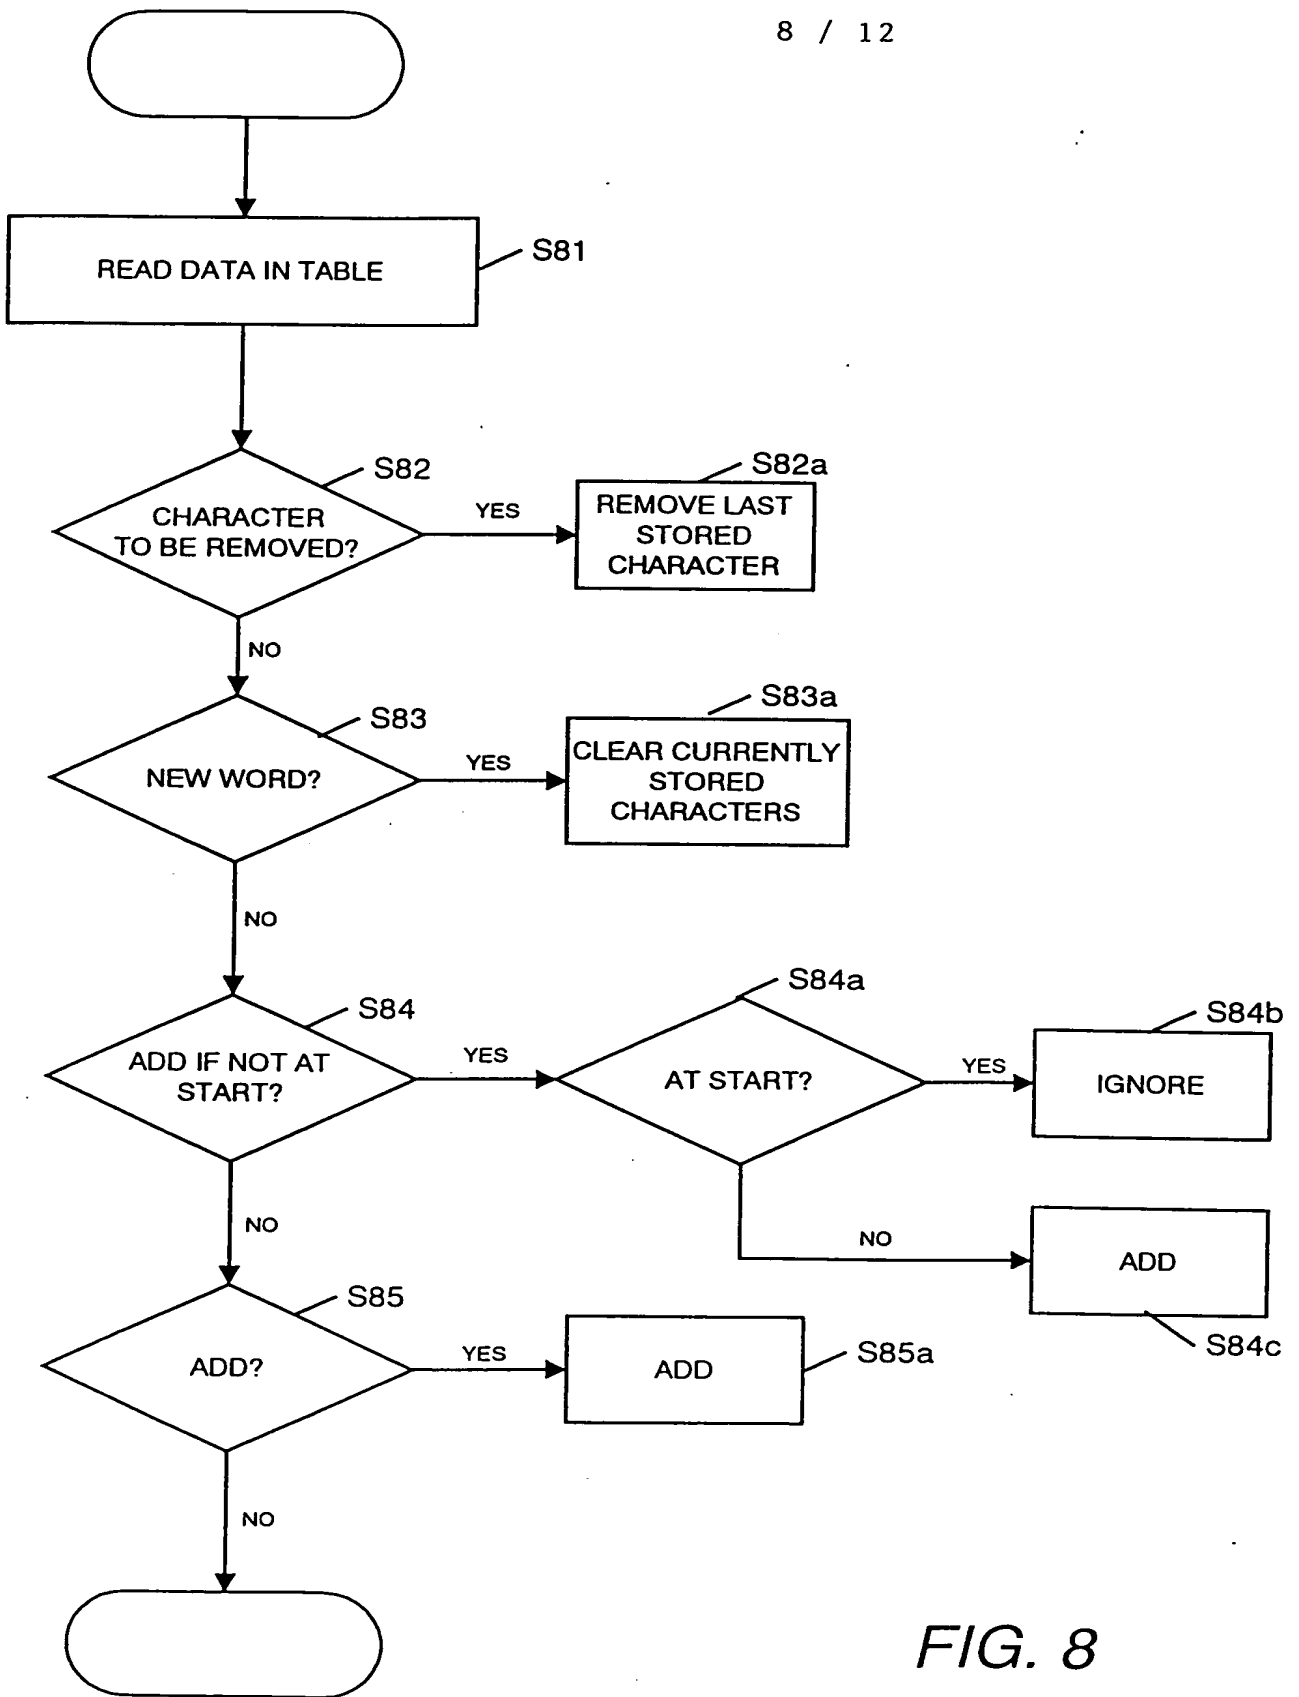 8 / 12
S81
READ DATA IN TABLE
S82
CHARACTER
TO BE REMOVED?
YES
S82a
REMOVE LAST
STORED
CHARACTER
NO
S83
NEW WORD?
YES
S83a
CLEAR CURRENTLY
STORED
CHARACTERS
NO
S84
ADD IF NOT AT
START?
YES
S84a
AT START?
YES
S84b
IGNORE
NO
ADD
S84c
NO
S85
ADD?
YES
ADD
S85a
NO
FIG. 8